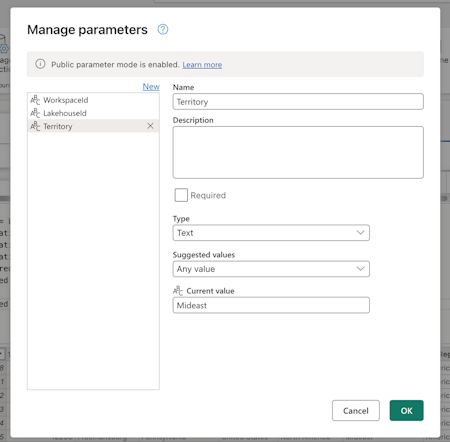 Manage parameters
Public parameter mode is enabled. Learn more
New
WorkspaceId
LakehouseId
Territory
Name
Territory
Description
Required
Type
Text
Suggested values
Any value
Current value
Mideast
Cancel
OK